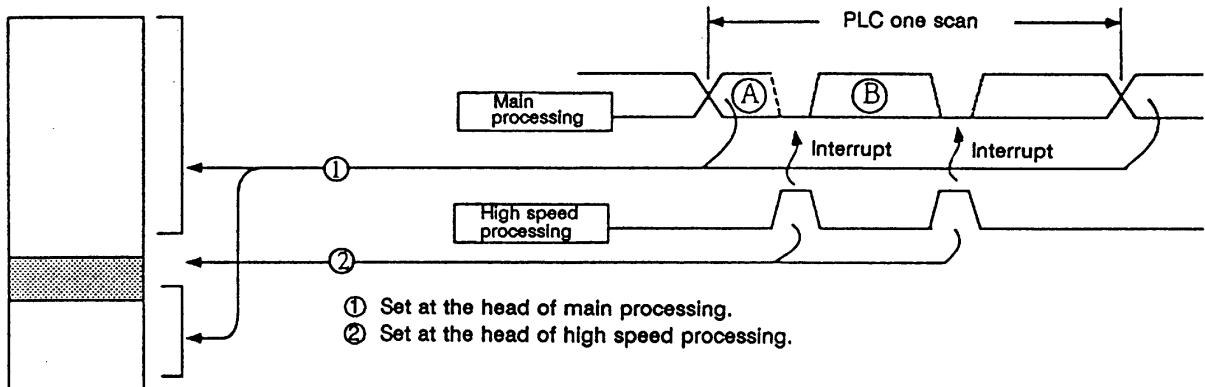 PLC one scan
Main
processing
A
B
Interrupt
Interrupt
①
High speed
processing
②
① Set at the head of main processing.
② Set at the head of high speed processing.